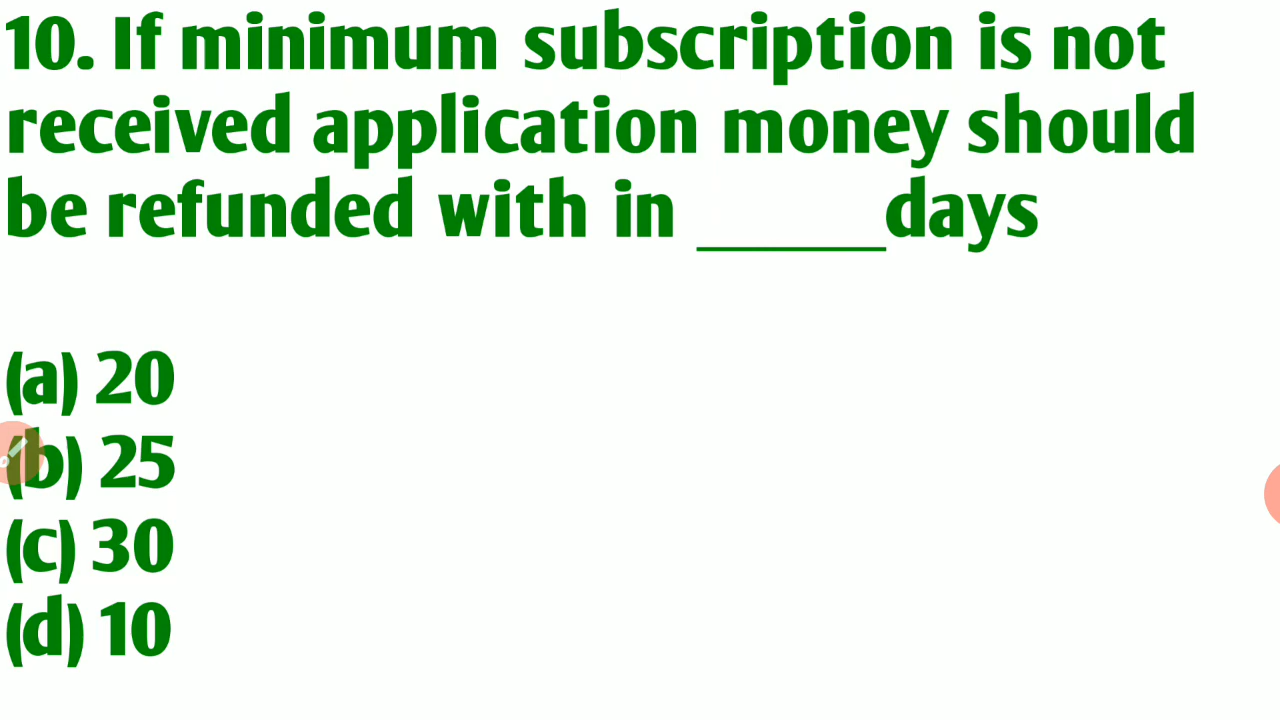 10. If minimum subscription is not
received application money should
be refunded with in ______days
(a) 20
(b) 25
(c) 30
(d) 10